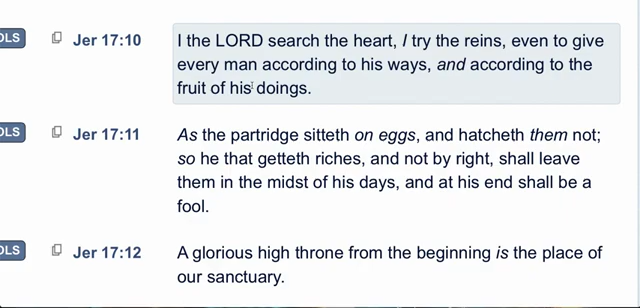 OLS Jer 17:10 I the LORD search the heart, I try the reins, even to give
every man according to his ways, and according to the
fruit of his doings.
OLS Jer 17:11 As the partridge sitteth on eggs, and hatcheth them not;
so he that getteth riches, and not by right, shall leave
them in the midst of his days, and at his end shall be a
fool.
OLS Jer 17:12 A glorious high throne from the beginning is the place of
our sanctuary.